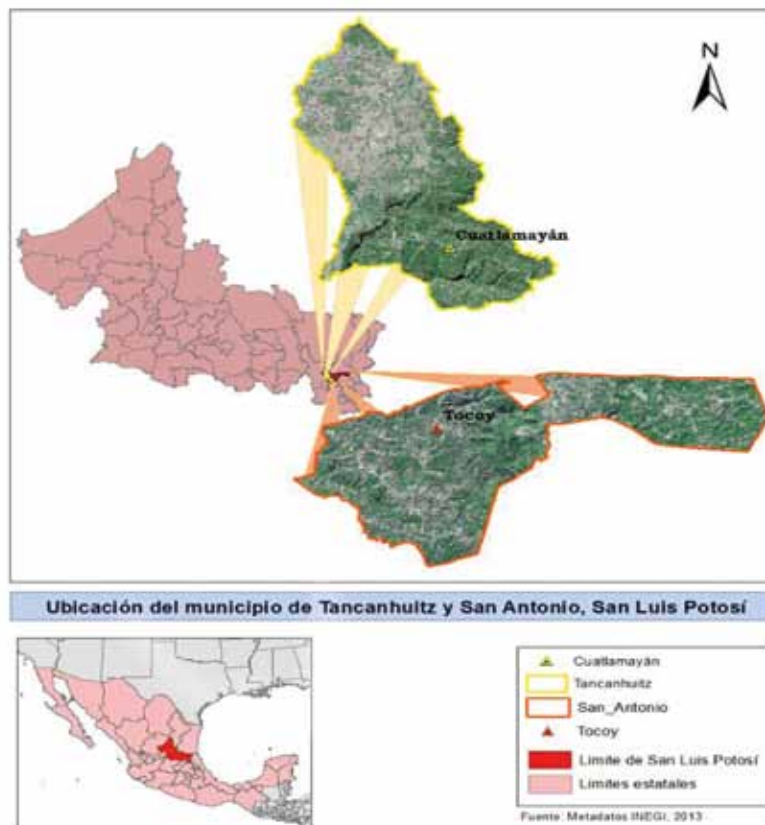 N
Cuatlamayán
Tocoy
Ubicación del municipio de Tancanhuitz y San Antonio, San Luis Potosí
Cuatlamayán
Tancanhuitz
San_Antonio
Tocoy
Limite de San Luis Potosí
Limites estatales
Fuente: Metadatos INEGI, 2013